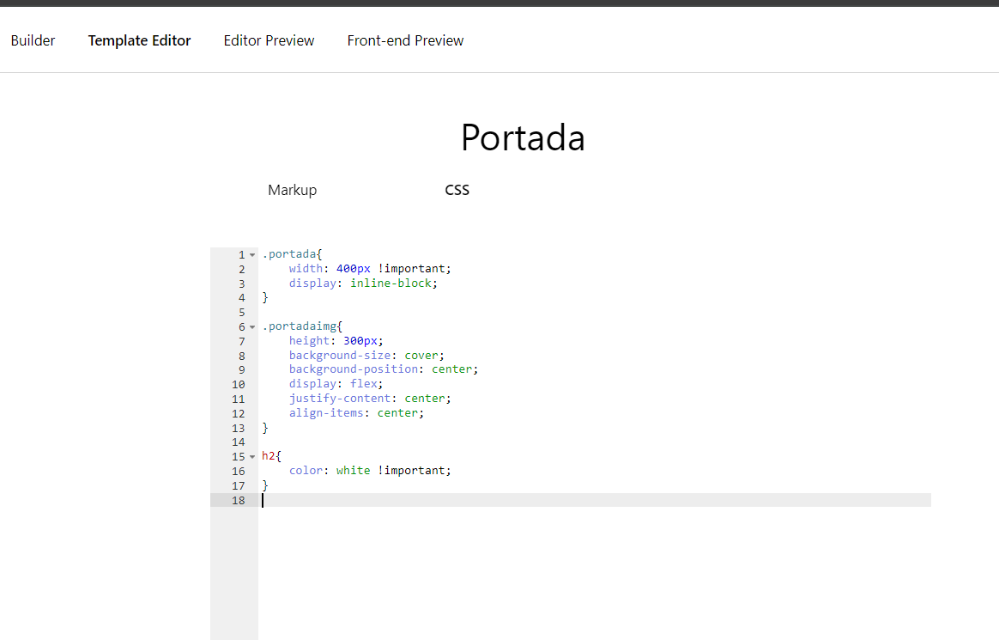 Builder Template Editor Editor Preview Front-end Preview
Portada
Markup CSS
1 .portada{
2 width: 400px !important;
3 display: inline-block;
4 }
5
6 .portadaimg{
7 height: 300px;
8 background-size: cover;
9 background-position: center;
10 display: flex;
11 justify-content: center;
12 align-items: center;
13 }
14
15 h2{
16 color: white !important;
17 }
18